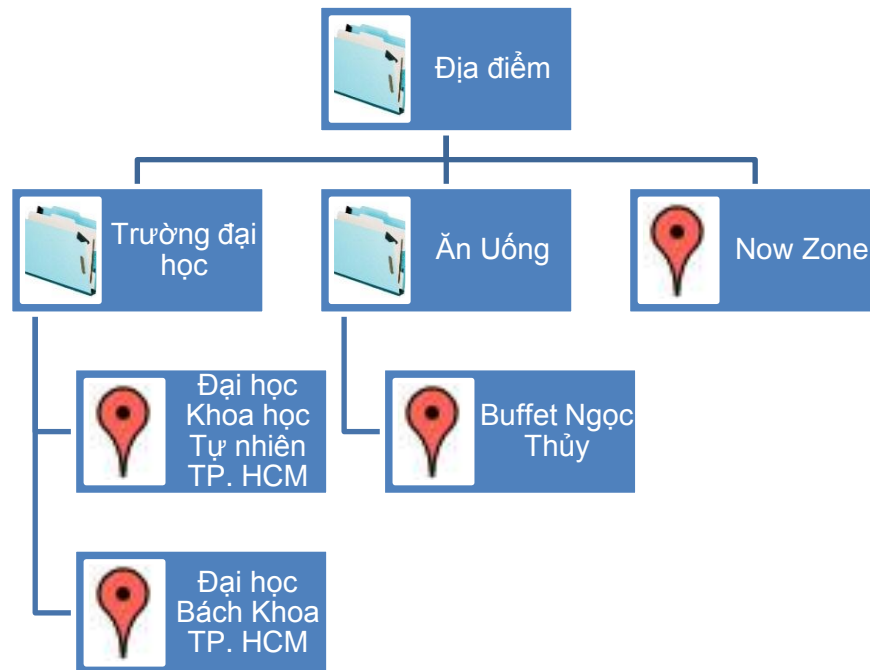 Địa điểm
Trường đại
học
Ăn Uống
Now Zone
Đại học
Khoa học
Tự nhiên
TP. HCM
Buffet Ngọc
Thủy
Đại học
Bách Khoa
TP. HCM